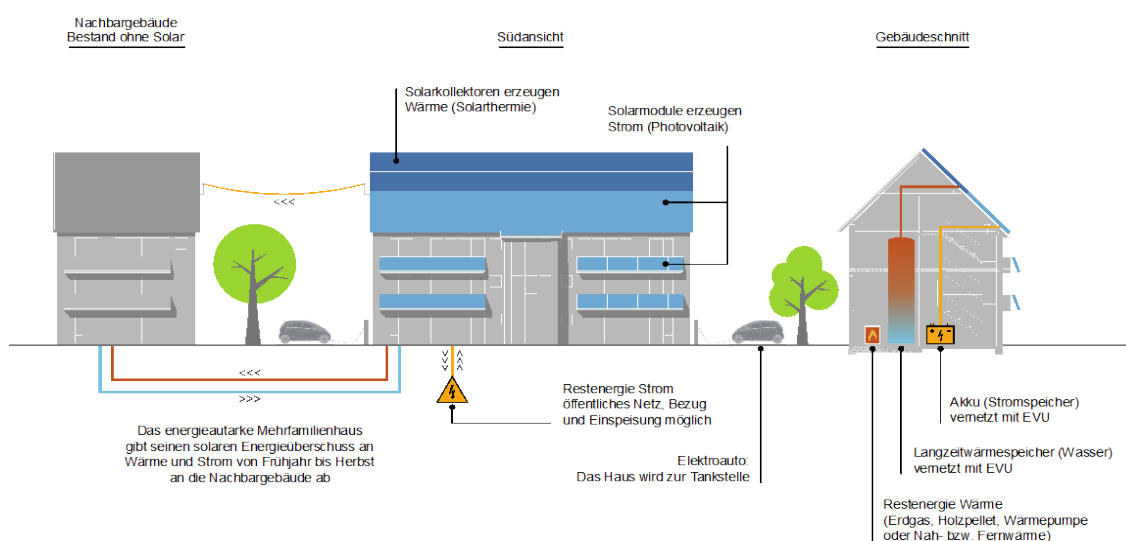 Nachbargebäude
Bestand ohne Solar
Südansicht
Gebäudeschnitt
Solarkollektoren erzeugen
Wärme (Solarthermie)
Solarmodule erzeugen
Strom (Photovoltaik)
<<<
<<<
>>>
<<<
>>>
Restenergie Strom
öffentliches Netz, Bezug
und Einspeisung möglich
Das energieautarke Mehrfamilienhaus
gibt seinen solaren Energieüberschuss an
Wärme und Strom von Frühjahr bis Herbst
an die Nachbargebäude ab
Elektroauto:
Das Haus wird zur Tankstelle
Akku (Stromspeicher)
vernetzt mit EVU
Langzeitwärmespeicher (Wasser)
vernetzt mit EVU
Restenergie Wärme
(Erdgas, Holzpellet, Wärmepumpe
oder Nah- bzw. Fernwärme)